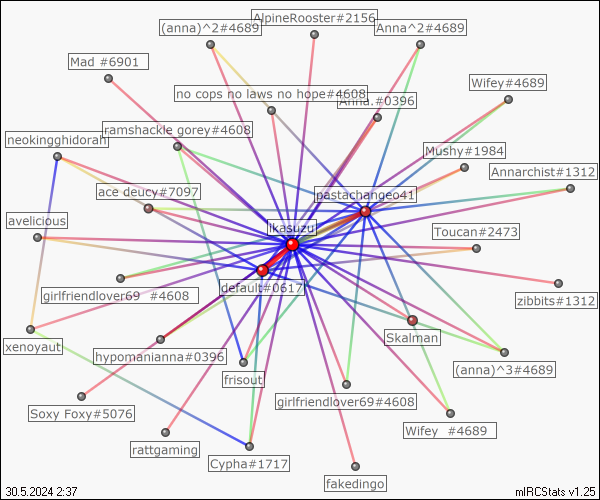 (anna)^2#4689
AlpineRooster#2156
Anna^2#4689
Mad #6901
Wifey#4689
no cops no laws no hope#4608
Anna.#0396
ramshackle gorey#4608
neokingghidorah
Mushy#1984
Annarchist#1312
ace deucy#7097
pastachangeo41
avelicious
Ikasuzu
Toucan#2473
default#0617
girlfriendlover69 #4608
zibbits#1312
Skalman
xenoyaut
hypomanianna#0396
(anna)^3#4689
frisout
girlfriendlover69#4608
Soxy Foxy#5076
Wifey #4689
rattgaming
Cypha#1717
fakedingo
30.5.2024 2:37
mIRCStats v1.25